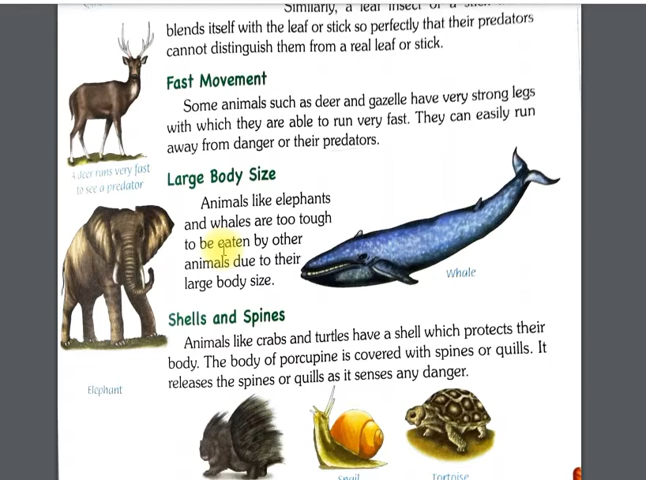 Similarly, a leaf insect or a stick
blends itself with the leaf or stick so perfectly that their predators
cannot distinguish them from a real leaf or stick.
Fast Movement
Some animals such as deer and gazelle have very strong legs
with which they are able to run very fast. They can easily run
away from danger or their predators.
A deer runs very fast
to see a predator
Large Body Size
Animals like elephants
and whales are too tough
to be eaten by other
animals due to their
large body size.
Whale
Shells and Spines
Animals like crabs and turtles have a shell which protects their
body. The body of porcupine is covered with spines or quills. It
releases the spines or quills as it senses any danger.
Elephant
Snail
Tortoise